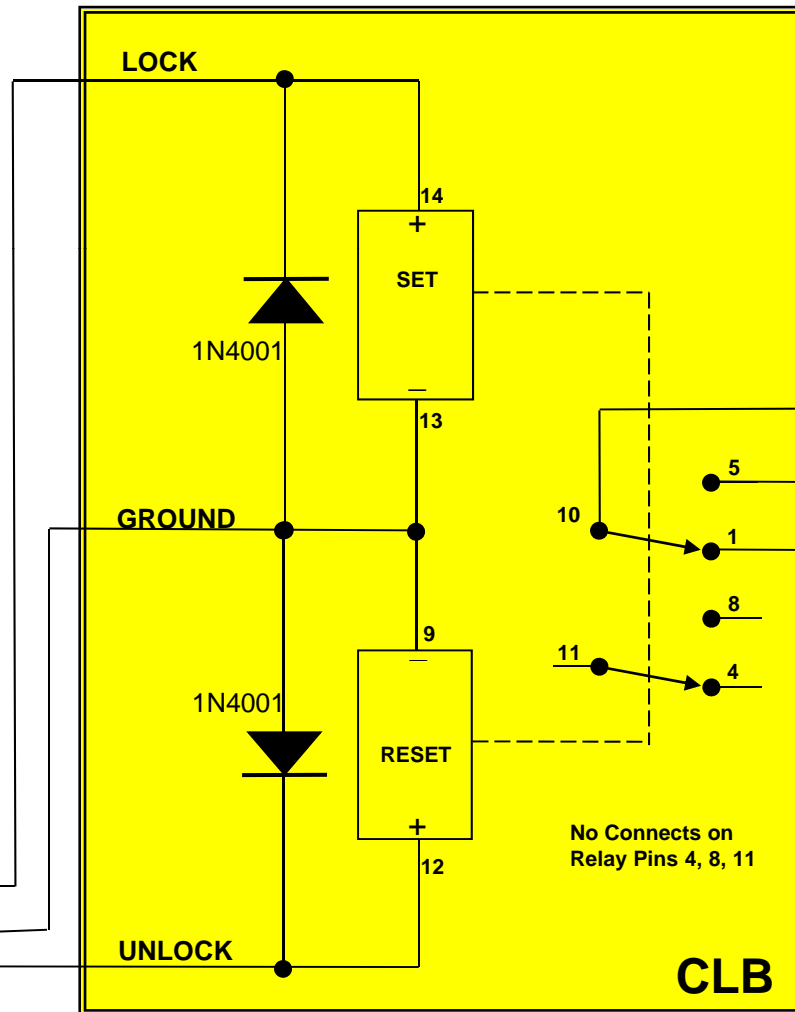 LOCK
14
+
SET
1N4001
–
13
5
GROUND
10
1
8
9
11
–
4
1N4001
RESET
+
No Connects on
Relay Pins 4, 8, 11
12
UNLOCK
CLB